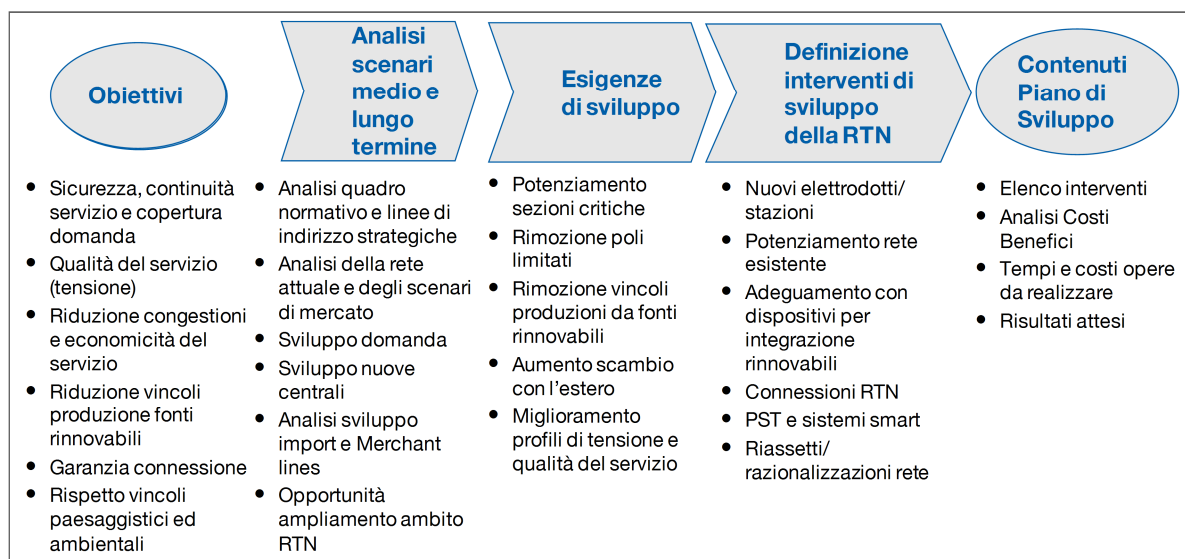 Obiettivi
Analisi
scenari
medio e
lungo
termine
Esigenze
di sviluppo
Definizione
interventi di
sviluppo
della RTN
Contenuti
Piano di
Sviluppo
• Sicurezza, continuità
servizio e copertura
domanda
• Qualità del servizio
(tensione)
• Riduzione congestioni
e economicità del
servizio
• Riduzione vincoli
produzione fonti
rinnovabili
• Garanzia connessione
• Rispetto vincoli
paesaggistici ed
ambientali
• Analisi quadro
normativo e linee di
indirizzo strategiche
• Analisi della rete
attuale e degli scenari
di mercato
• Sviluppo domanda
• Sviluppo nuove
centrali
• Analisi sviluppo
import e Merchant
lines
• Opportunità
ampliamento ambito
RTN
• Potenziamento
sezioni critiche
• Rimozione poli
limitati
• Rimozione vincoli
produzioni da fonti
rinnovabili
• Aumento scambio
con l'estero
• Miglioramento
profili di tensione e
qualità del servizio
• Nuovi elettrodotti/
stazioni
• Potenziamento rete
esistente
• Adeguamento con
dispositivi per
integrazione
rinnovabili
• Connessioni RTN
• PST e sistemi smart
• Riassetti/
razionalizzazioni rete
• Elenco interventi
• Analisi Costi
Benefici
• Tempi e costi opere
da realizzare
• Risultati attesi